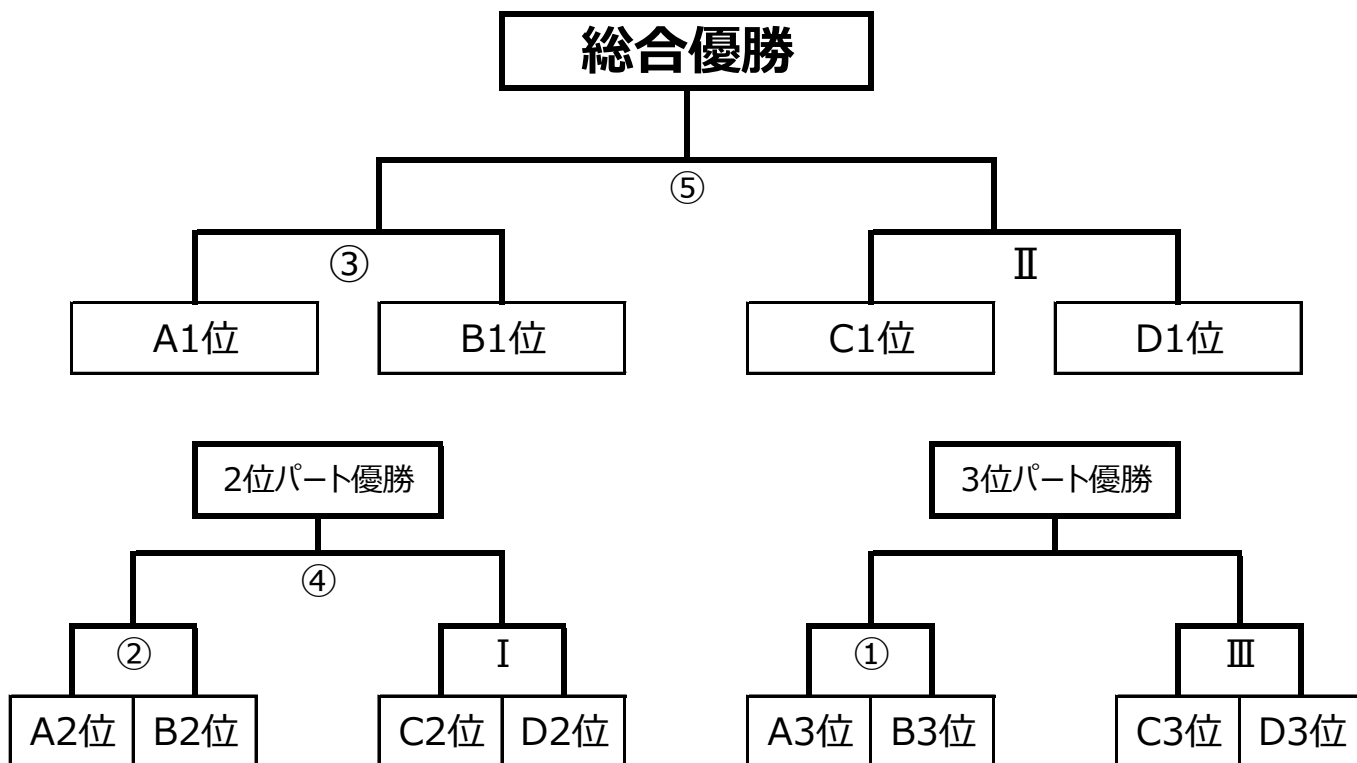 総合優勝
⑤
③
Ⅱ
A1位
B1位
C1位
D1位
2位パート優勝
3位パート優勝
④
②
Ⅰ
①
Ⅲ
A2位
B2位
C2位
D2位
A3位
B3位
C3位
D3位